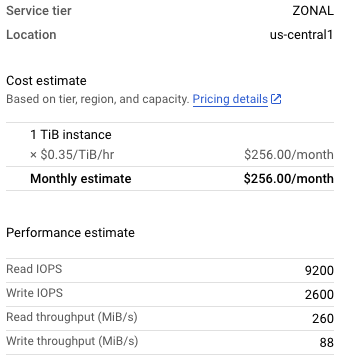 Service tier ZONAL
Location us-central1
Cost estimate
Based on tier, region, and capacity. Pricing details
1 TiB instance
× $0.35/TiB/hr $256.00/month
Monthly estimate $256.00/month
Performance estimate
Read IOPS 9200
Write IOPS 2600
Read throughput (MiB/s) 260
Write throughput (MiB/s) 88